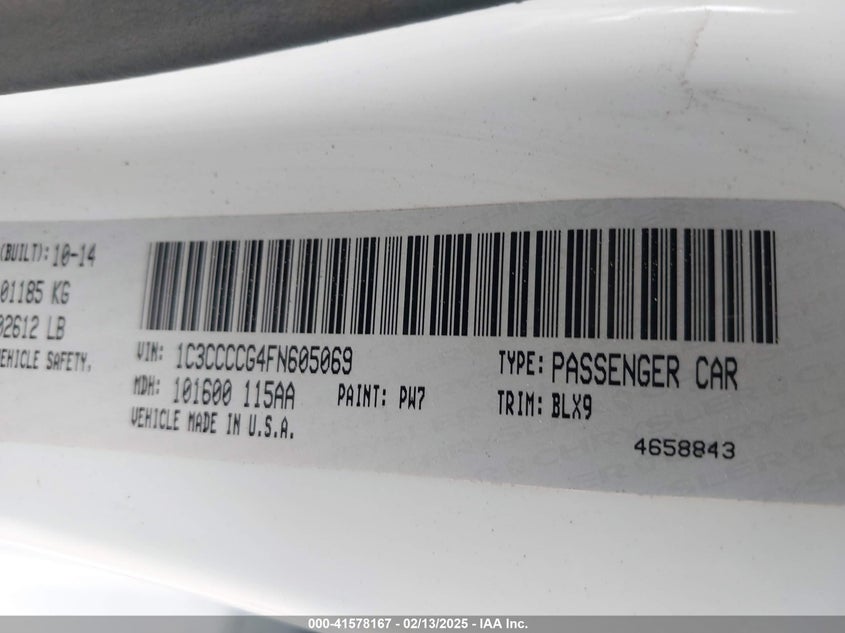 (BUILT): 10-14
01185 KG
02612 LB
EHICLE SAFETY,
VIN: 1C3CCCCG4FN605069
TYPE: PASSENGER CAR
MDH: 101600 115AA PAINT: PW7 TRIM: BLX9
VEHICLE MADE IN U.S.A.
4658843
000-41578167 - 02/13/2025 - IAA Inc.